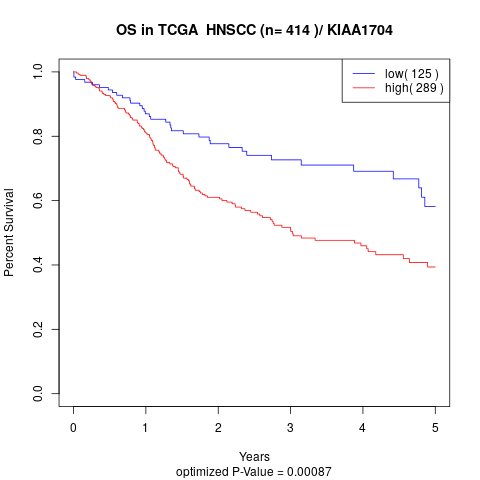 OS in TCGA  HNSCC (n= 414 )/ KIAA1704
low( 125 )
high( 289 )
Percent Survival
1.0
0.8
0.6
0.4
0.2
0.0
0 1 2 3 4 5
Years
optimized P-Value = 0.00087